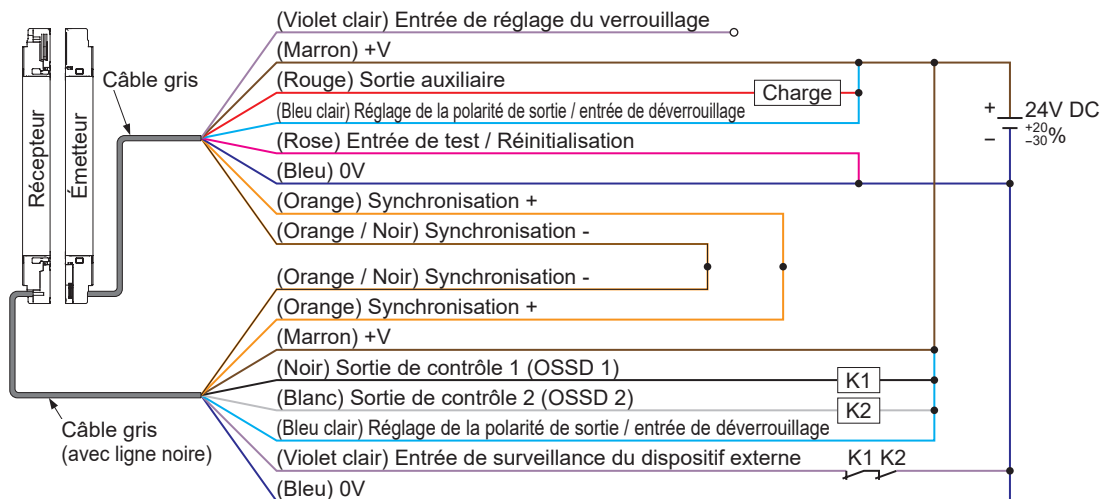 (Violet clair) Entrée de réglage du verrouillage
(Marron) +V
Câble gris
(Rouge) Sortie auxiliaire
Charge
(Bleu clair) Réglage de la polarité de sortie / entrée de déverrouillage
+ 24V DC
− +20 −30 %
(Rose) Entrée de test / Réinitialisation
(Bleu) 0V
Récepteur
Émetteur
(Orange) Synchronisation +
(Orange / Noir) Synchronisation -
(Orange / Noir) Synchronisation -
(Orange) Synchronisation +
(Marron) +V
(Noir) Sortie de contrôle 1 (OSSD 1)
K1
(Blanc) Sortie de contrôle 2 (OSSD 2)
K2
(Bleu clair) Réglage de la polarité de sortie / entrée de déverrouillage
Câble gris
(avec ligne noire)
(Violet clair) Entrée de surveillance du dispositif externe
K1 K2
(Bleu) 0V